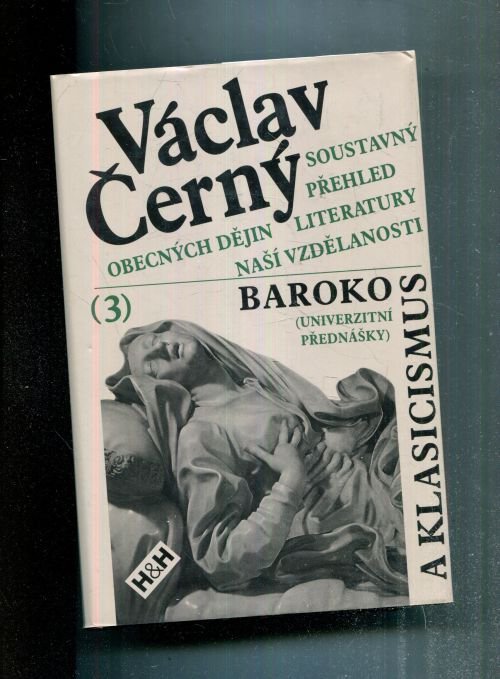 Václav
Černý
SOUSTAVNÝ
PŘEHLED
OBECNÝCH DĚJIN LITERATURY
NAŠÍ VZDĚLANOSTI
(3)
BAROKO
(UNIVERZITNÍ
PŘEDNÁŠKY)
A KLASICISMUS
H&H